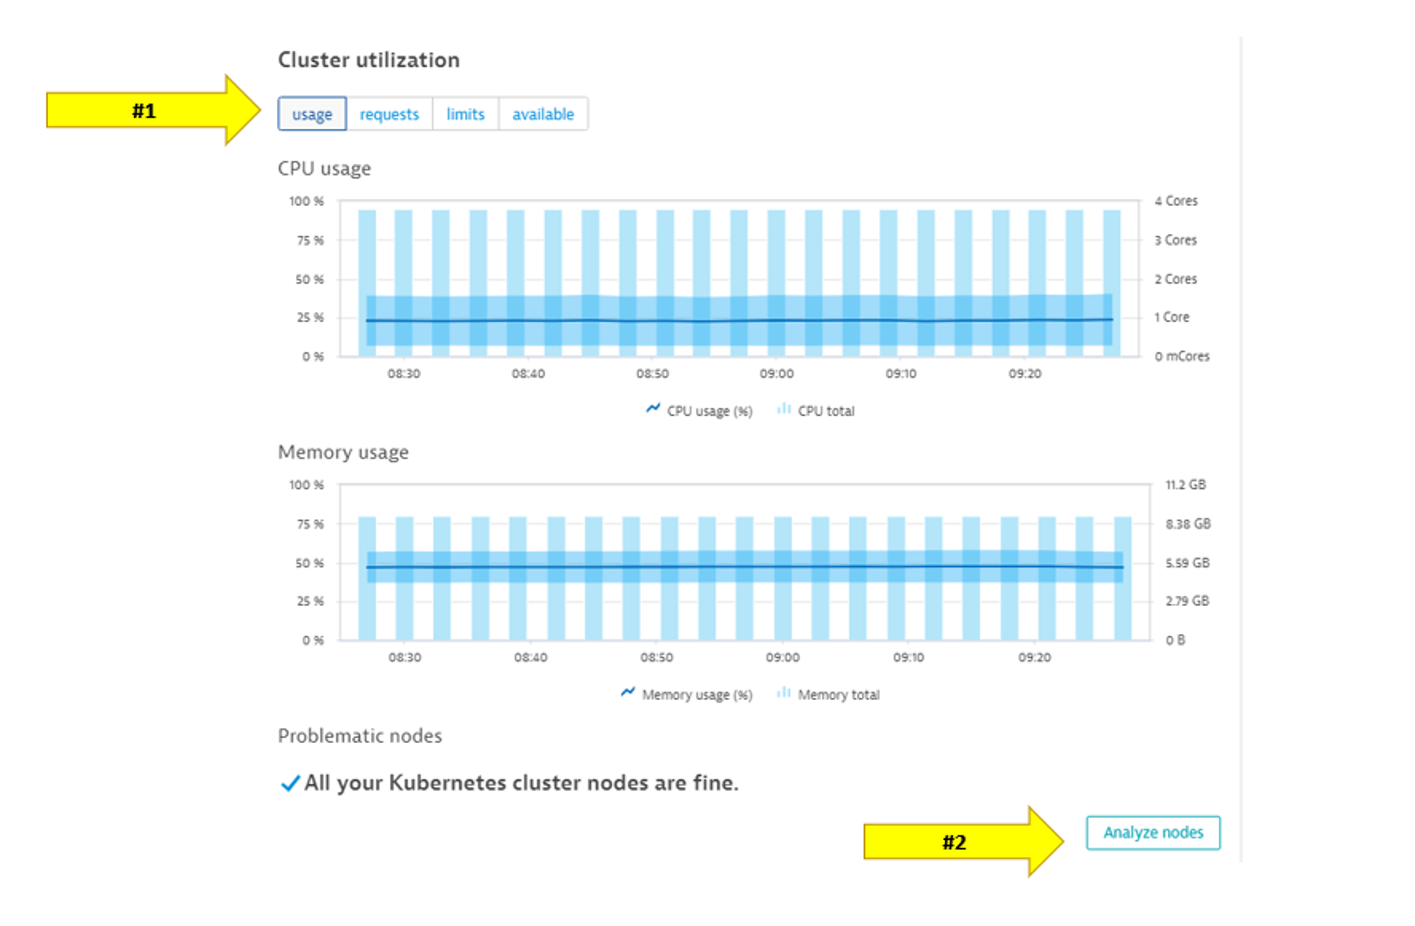 Cluster utilization
#1
usage requests limits available
CPU usage
100 % 4 Cores
75 % 3 Cores
50 % 2 Cores
25 % 1 Core
0 % 0 mCores
08:30 08:40 08:50 09:00 09:10 09:20
CPU usage (%) CPU total
Memory usage
100 % 11.2 GB
75 % 8.38 GB
50 % 5.59 GB
25 % 2.79 GB
0 % 0 B
08:30 08:40 08:50 09:00 09:10 09:20
Memory usage (%) Memory total
Problematic nodes
All your Kubernetes cluster nodes are fine.
#2 Analyze nodes